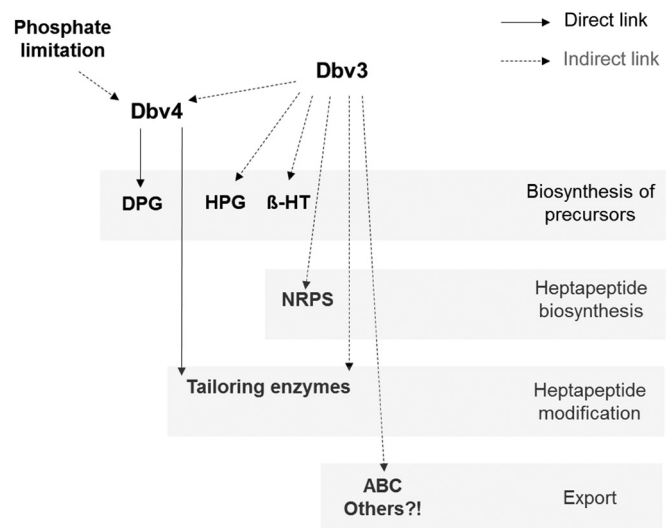 Phosphate
limitation
Direct link
Indirect link
Dbv3
Dbv4
DPG HPG ß-HT
Biosynthesis of
precursors
NRPS
Heptapeptide
biosynthesis
Tailoring enzymes
Heptapeptide
modification
ABC
Others?!
Export